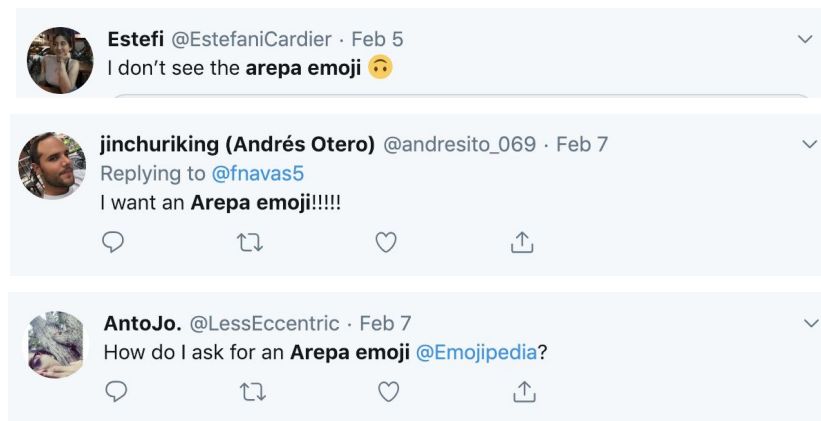 Estefi @EstefaniCardier · Feb 5
I don’t see the arepa emoji 🙃
jinchuriking (Andrés Otero) @andresito_069 · Feb 7
Replying to @fnavas5
I want an Arepa emoji!!!!!
AntoJo. @LessEccentric · Feb 7
How do I ask for an Arepa emoji @Emojipedia?